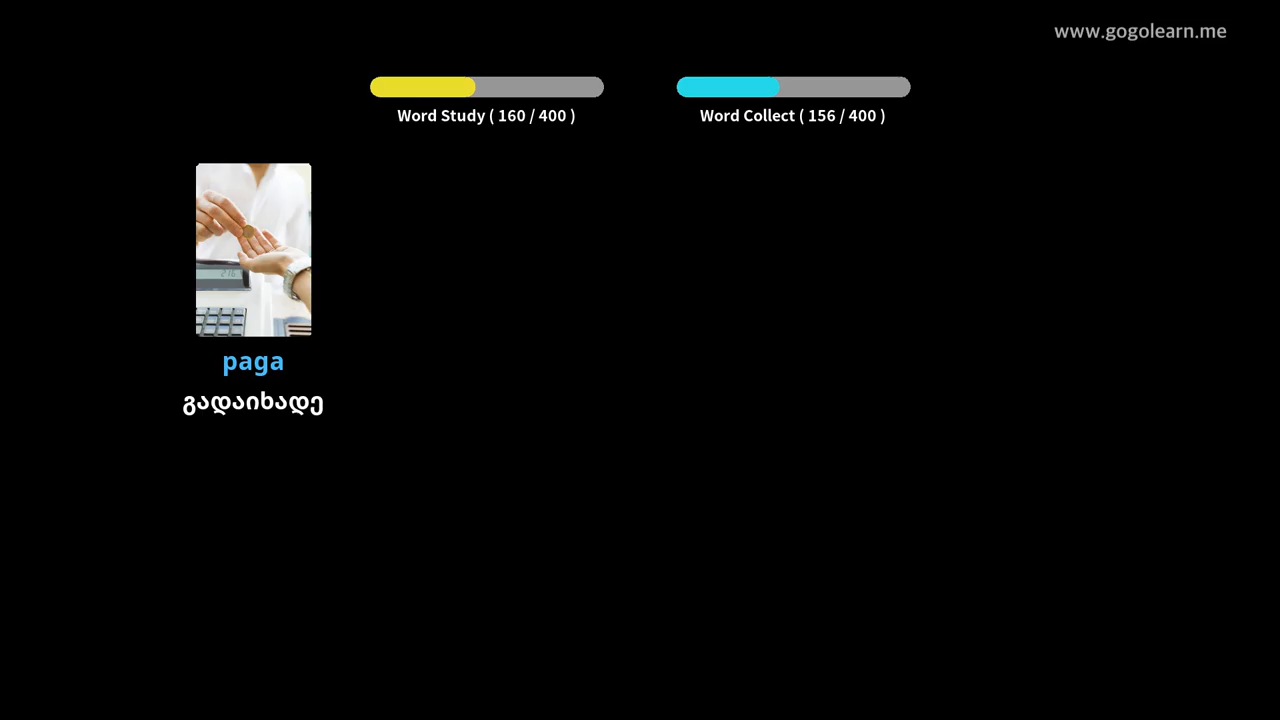 www.gogolearn.me
Word Study ( 160 / 400 )
Word Collect ( 156 / 400 )
paga
გადაიხადე